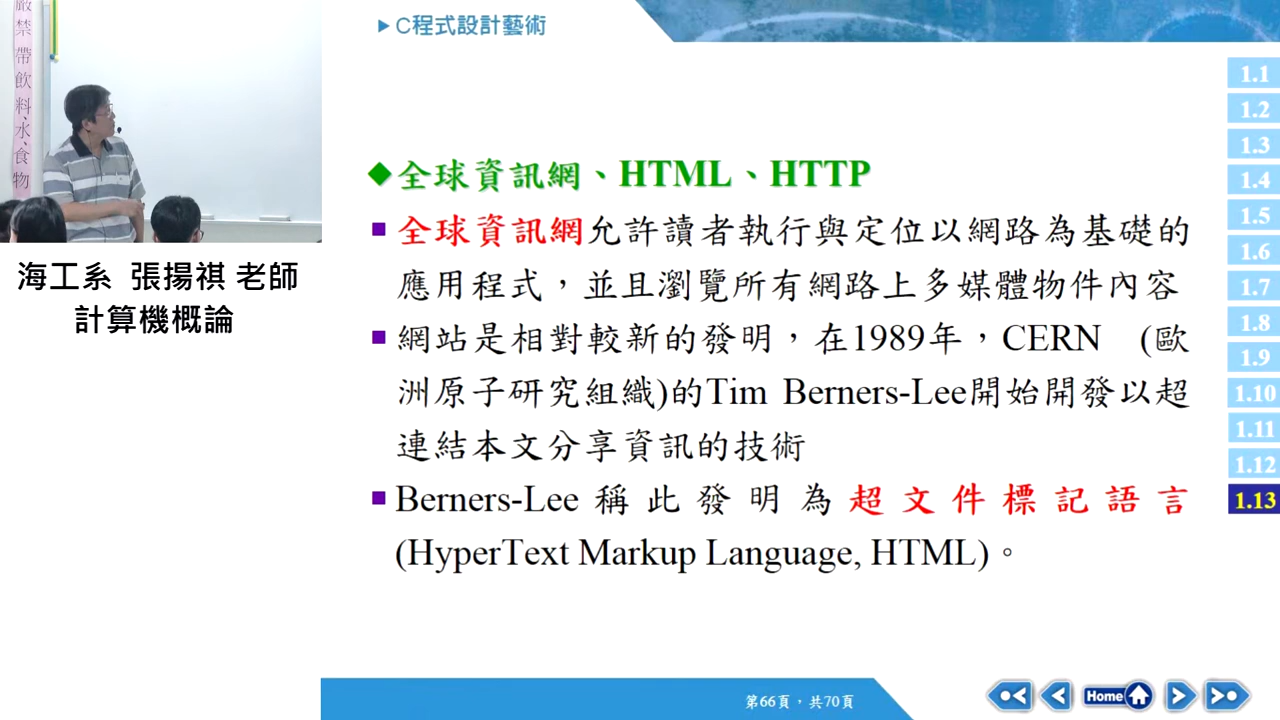 嚴禁帶飲料、水、食物
海工系 張揚祺 老師
計算機概論
C程式設計藝術
全球資訊網、HTML、HTTP
全球資訊網允許讀者執行與定位以網路為基礎的
應用程式，並且瀏覽所有網路上多媒體物件內容
網站是相對較新的發明，在1989年，CERN (歐
洲原子研究組織)的Tim Berners-Lee開始開發以超
連結本文分享資訊的技術
Berners-Lee 稱此發明為超文件標記語言
(HyperText Markup Language, HTML)。
1.1
1.2
1.3
1.4
1.5
1.6
1.7
1.8
1.9
1.10
1.11
1.12
1.13
第66頁，共70頁
Home